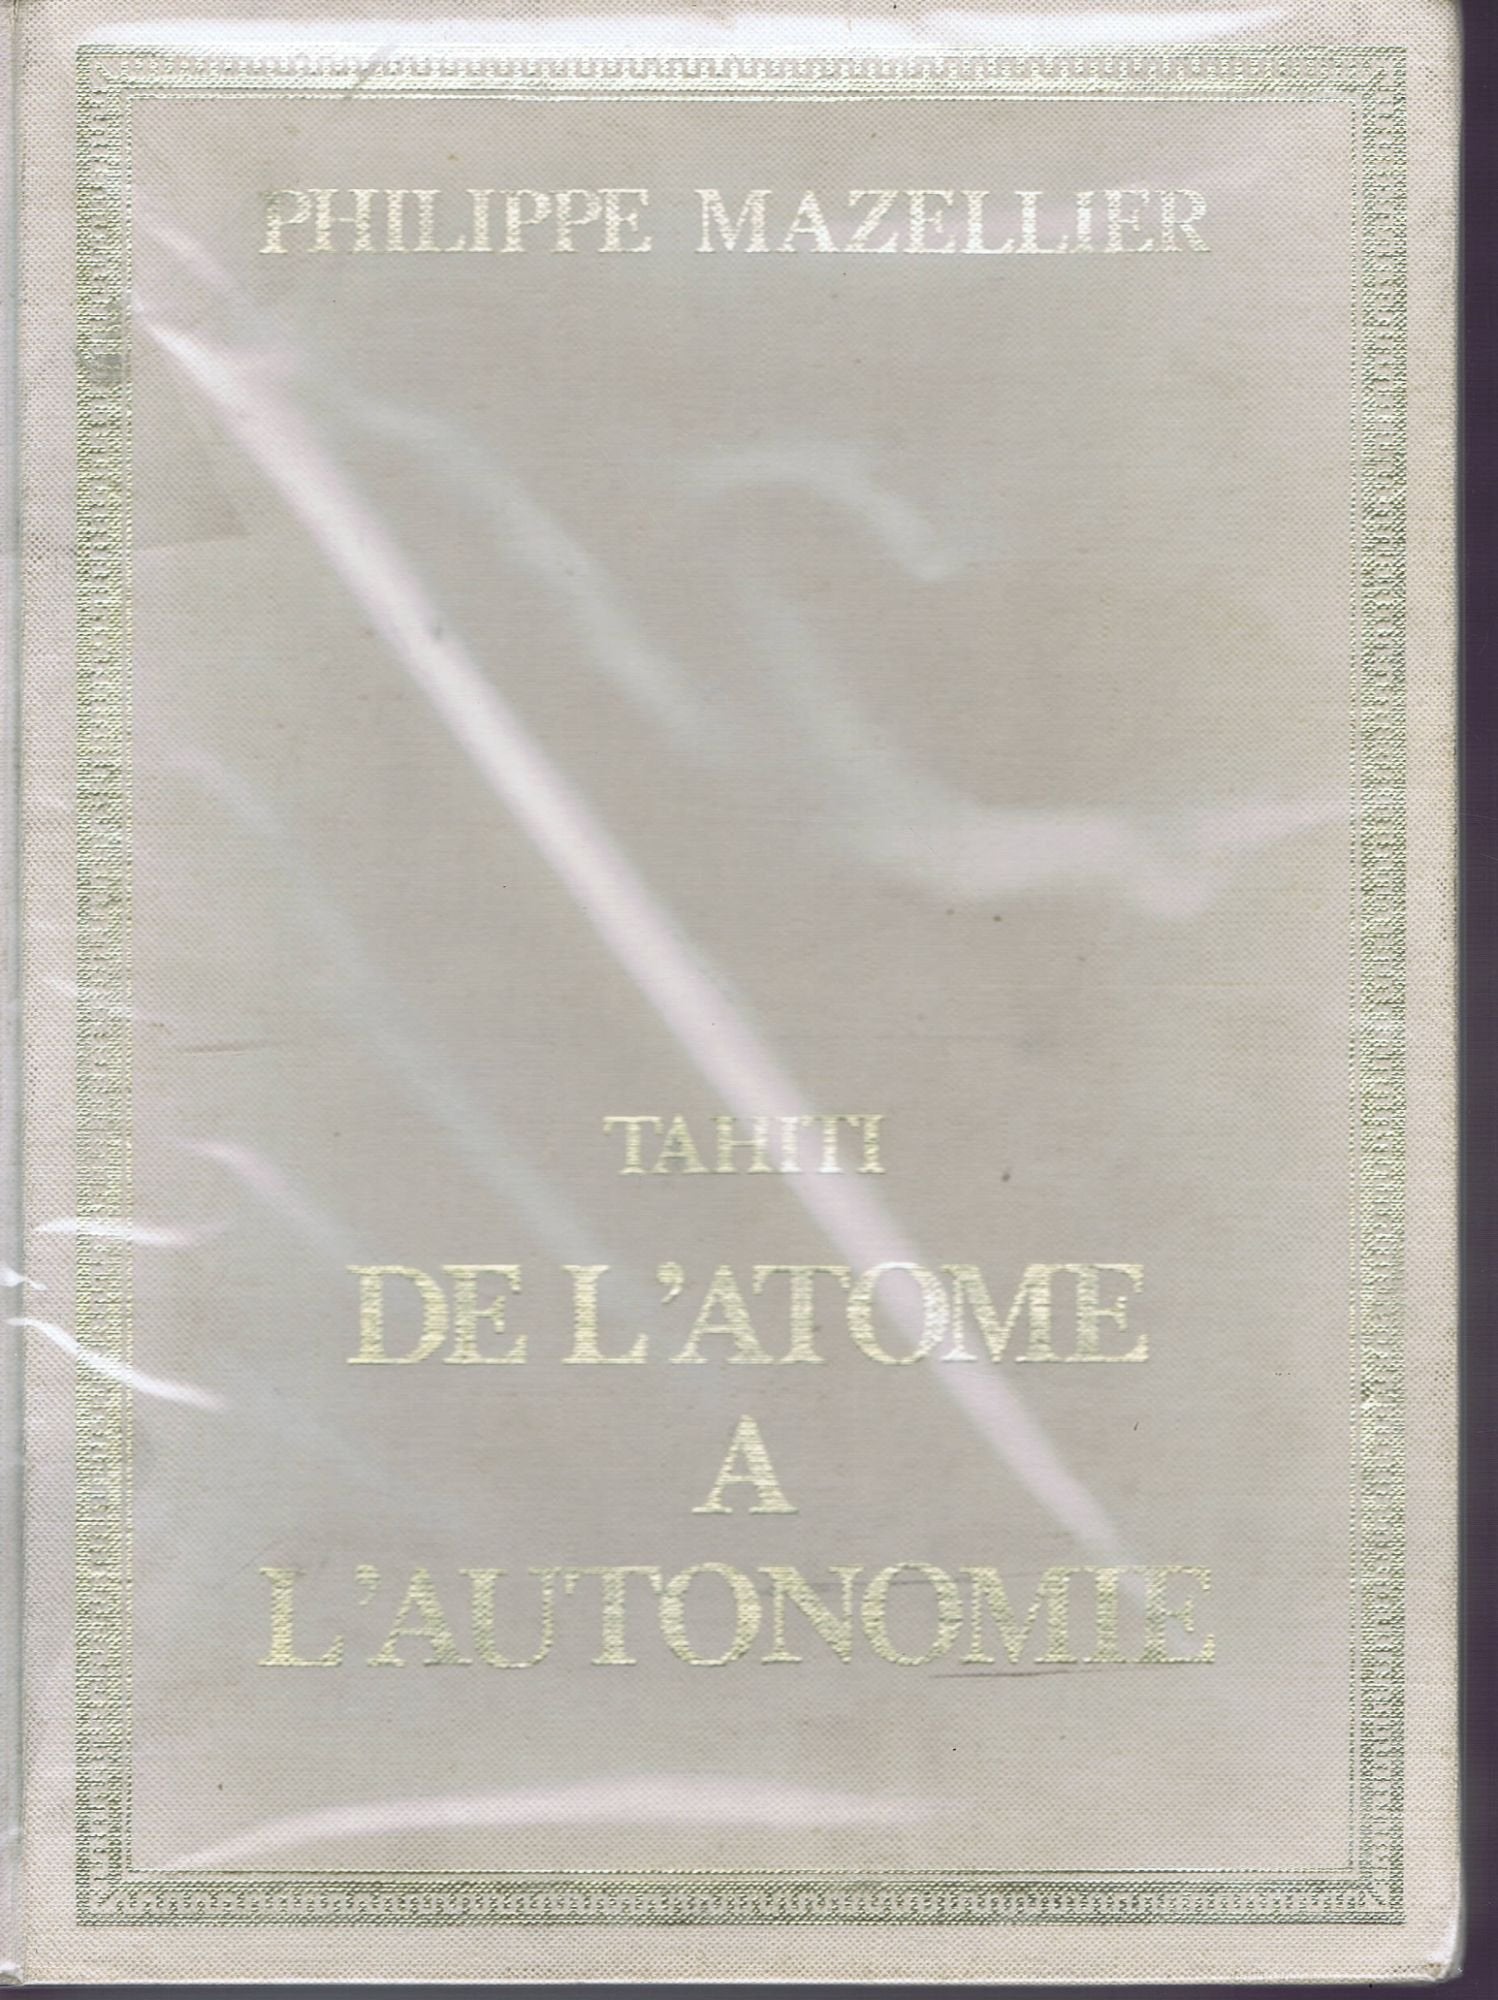 PHILIPPE MAZELLIER
TAHITI
DE L'ATOME
A
L'AUTONOMIE